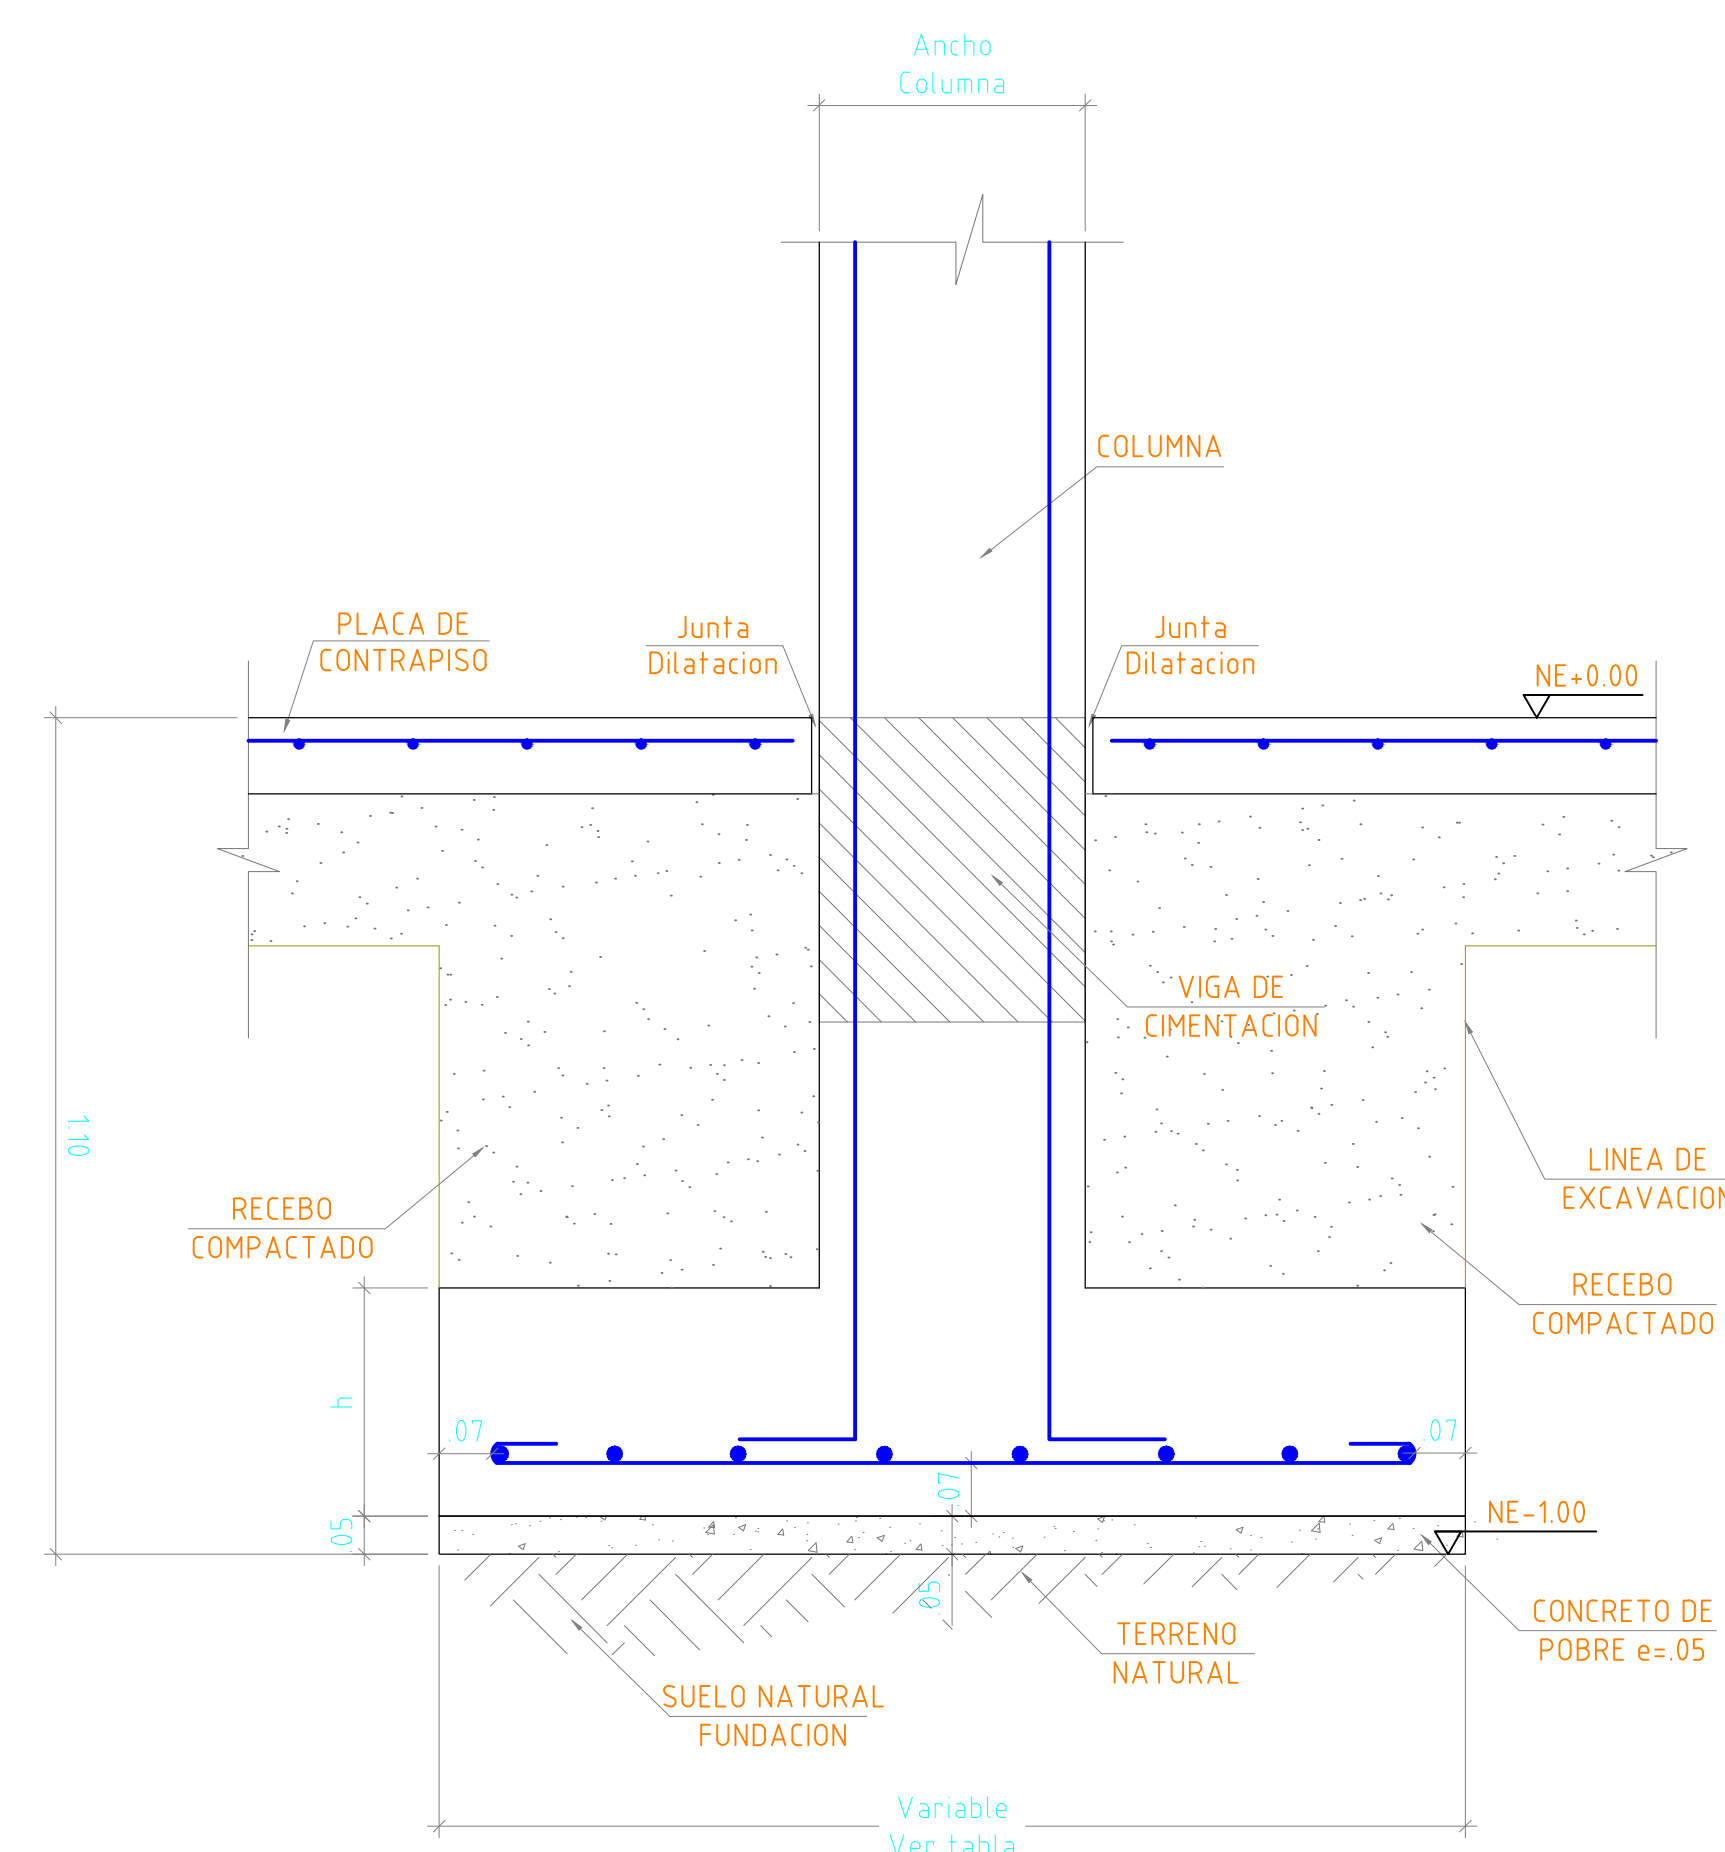 Ancho
Columna
COLUMNA
PLACA DE
CONTRAPISO
Junta
Dilatacion
Junta
Dilatacion
NE+0.00
VIGA DE
CIMENTACION
1.10
LINEA DE
EXCAVACION
RECEBO
COMPACTADO
RECEBO
COMPACTADO
h
.07
.07
.07
.05
NE-1.00
.05
CONCRETO DE
POBRE e=.05
TERRENO
NATURAL
SUELO NATURAL
FUNDACION
Variable
Ver tabla